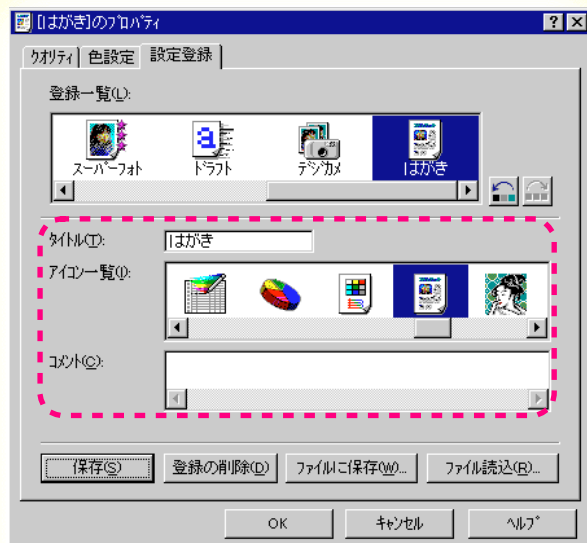 [はがき]のプロパティ
クオリティ 色設定 設定登録
登録一覧(L):
スーパーフォト ドラフト デジカメ はがき
タイトル(T): はがき
アイコン一覧(I):
コメント(C):
保存(S) 登録の削除(D) ファイルに保存(W)... ファイル読込(R)...
OK キャンセル ヘルプ